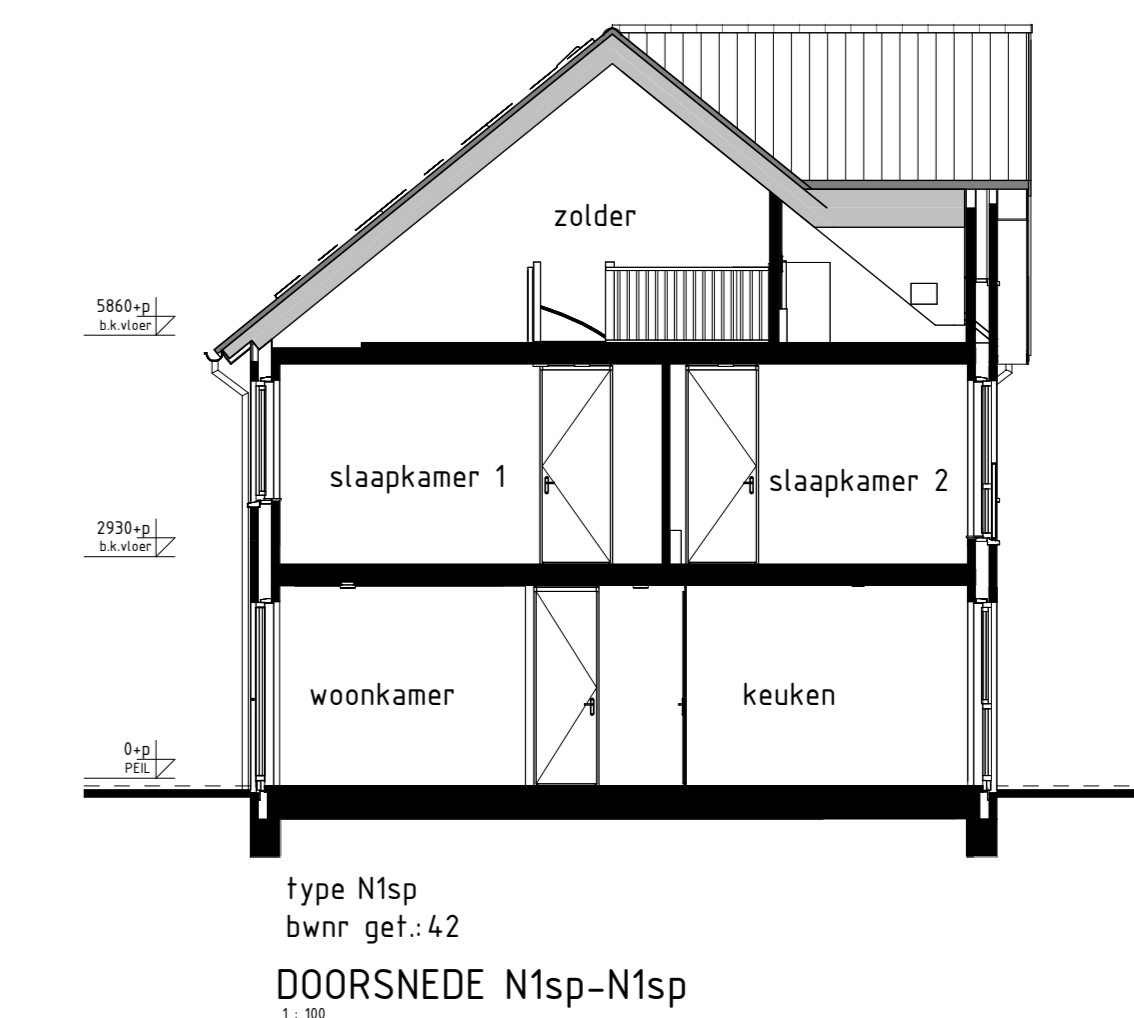 zolder
5860+p
b.k.vloer
slaapkamer 1
slaapkamer 2
2930+p
b.k.vloer
woonkamer
keuken
0+p
PEIL
type N1sp
bwnr get.: 42
DOORSNEDE N1sp-N1sp
1 : 100